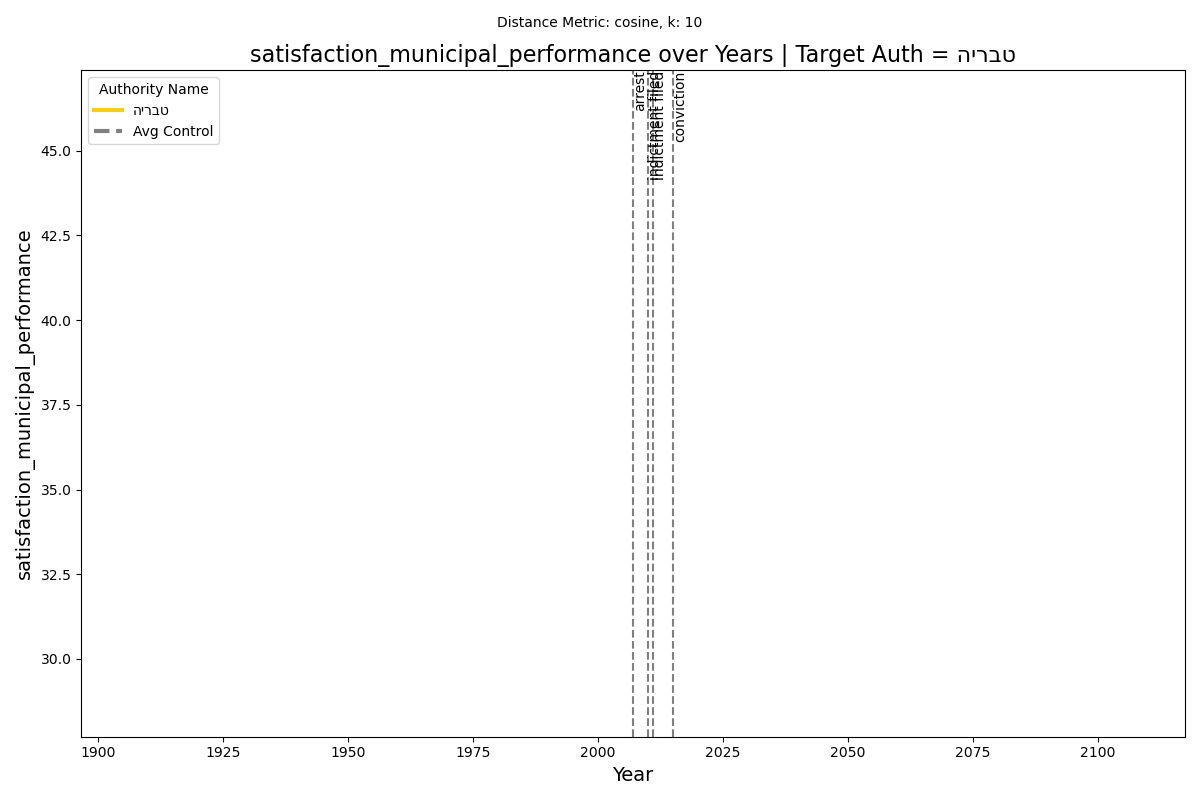 Distance Metric: cosine, k: 10
satisfaction_municipal_performance over Years | Target Auth = טבריה
Authority Name
טבריה
Avg Control
arrest
indictment filed
indictment filed
conviction
satisfaction_municipal_performance
45.0
42.5
40.0
37.5
35.0
32.5
30.0
1900 1925 1950 1975 2000 2025 2050 2075 2100
Year